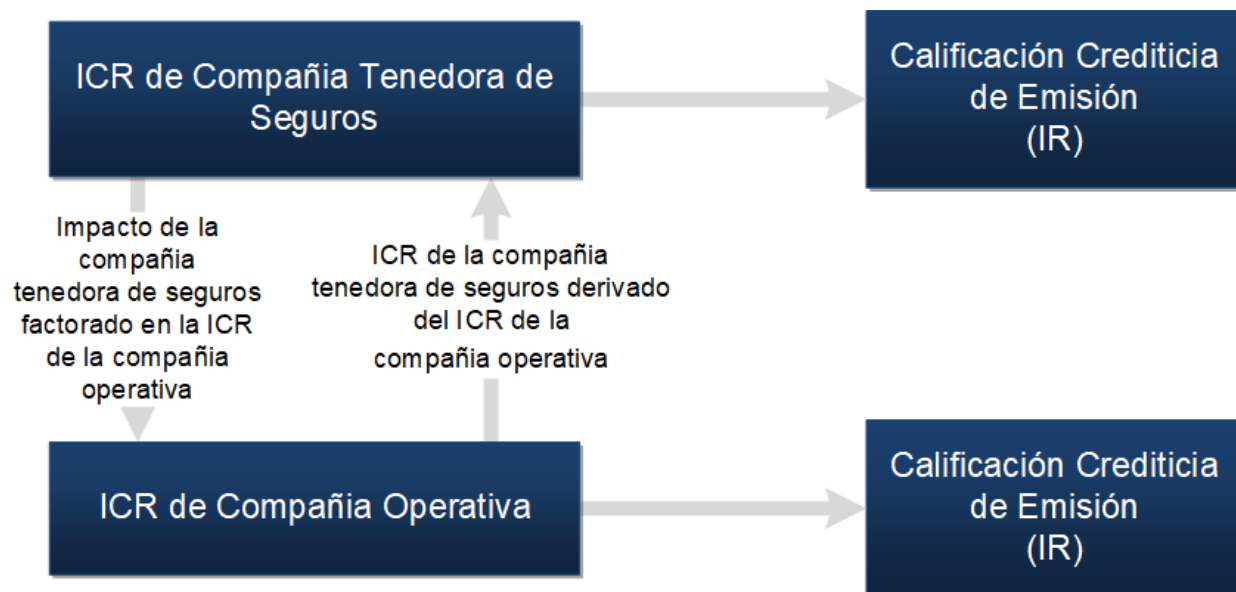 ICR de Compañia Tenedora de
Seguros
Calificación Crediticia
de Emisión
(IR)
Impacto de la
compañia
tenedora de seguros
factorado en la ICR
de la compañia
operativa
ICR de la compañia
tenedora de seguros derivado
del ICR de la
compañia operativa
ICR de Compañia Operativa
Calificación Crediticia
de Emisión
(IR)